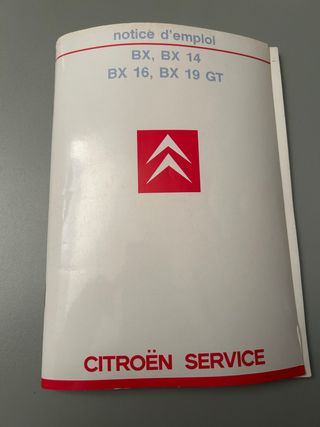 notice d'emploi
BX, BX 14
BX 16, BX 19 GT
CITROËN SERVICE